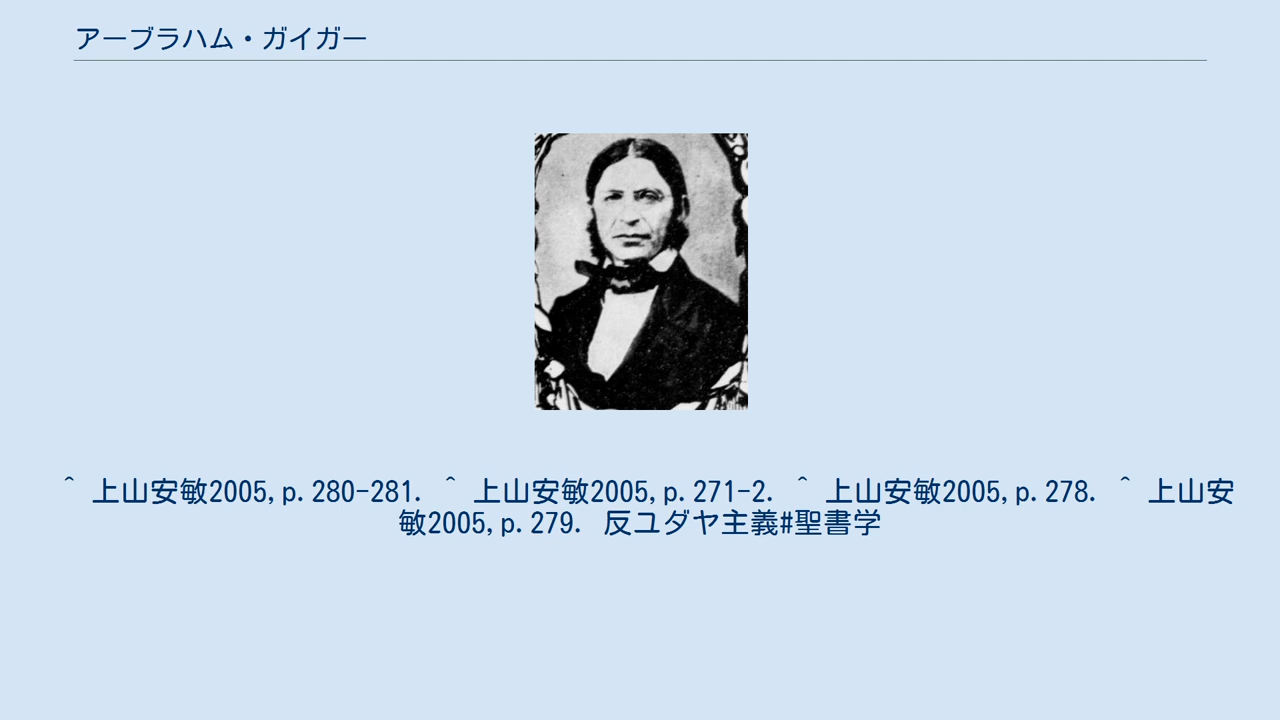 アーブラハム・ガイガー
^ 上山安敏2005, p. 280-281. ^ 上山安敏2005, p. 271-2. ^ 上山安敏2005, p. 278. ^ 上山安
敏2005, p. 279. 反ユダヤ主義#聖書学